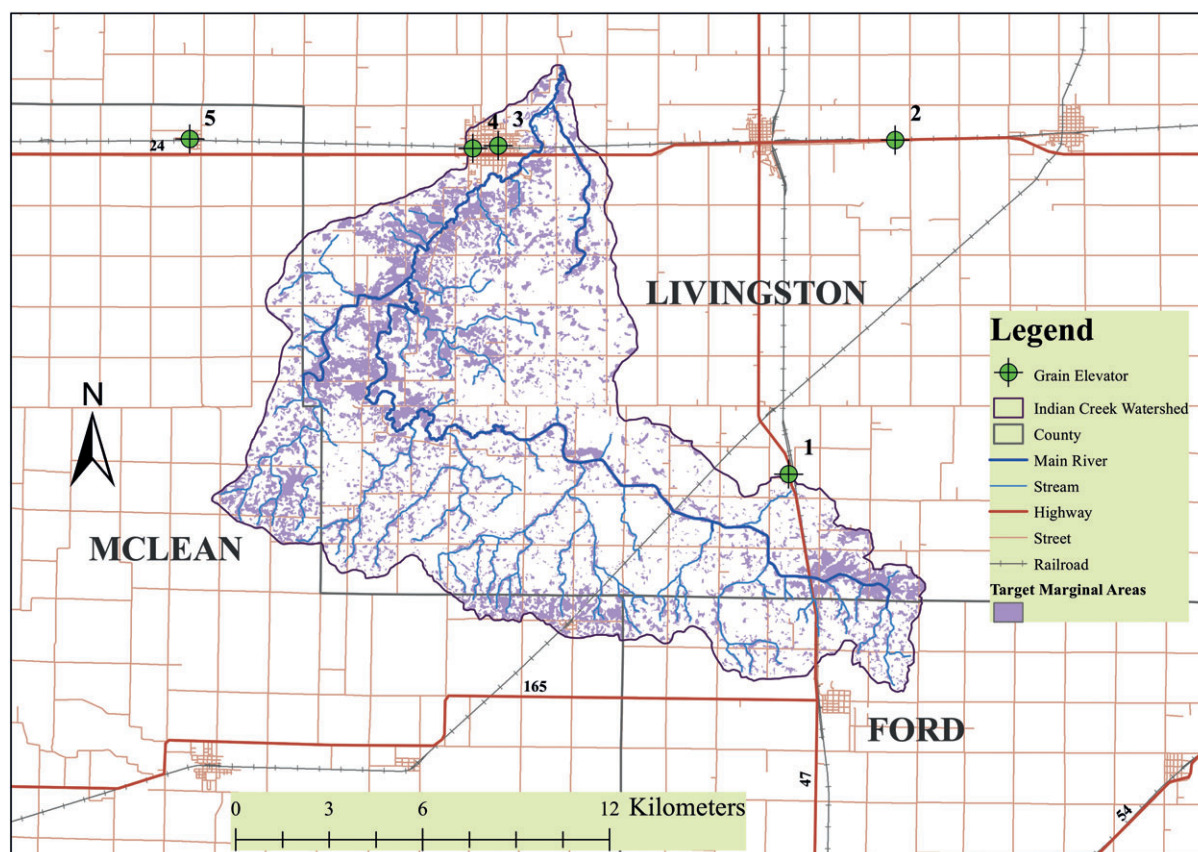 5
4 3
2
24
LIVINGSTON
Legend
Grain Elevator
Indian Creek Watershed
County
Main River
Stream
Highway
Street
Railroad
Target Marginal Areas
N
1
MCLEAN
165
FORD
47
54
0 3 6 12 Kilometers